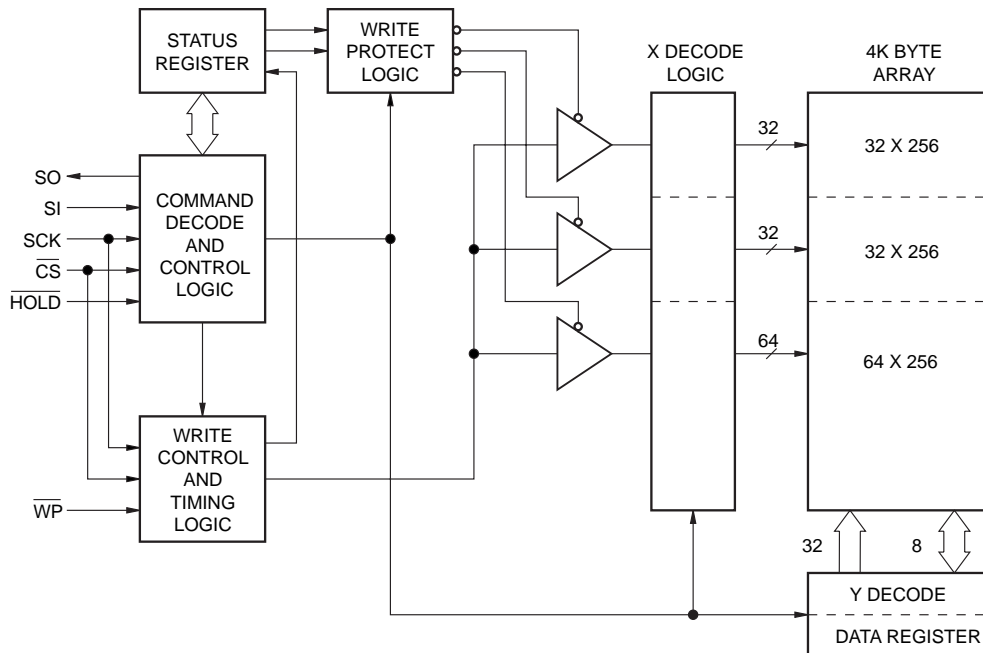 STATUS
REGISTER
WRITE
PROTECT
LOGIC
X DECODE
LOGIC
4K BYTE
ARRAY
SO
SI
SCK
CS
HOLD
COMMAND
DECODE
AND
CONTROL
LOGIC
32
32 X 256
32
32 X 256
64
64 X 256
WP
WRITE
CONTROL
AND
TIMING
LOGIC
32
8
Y DECODE
DATA REGISTER